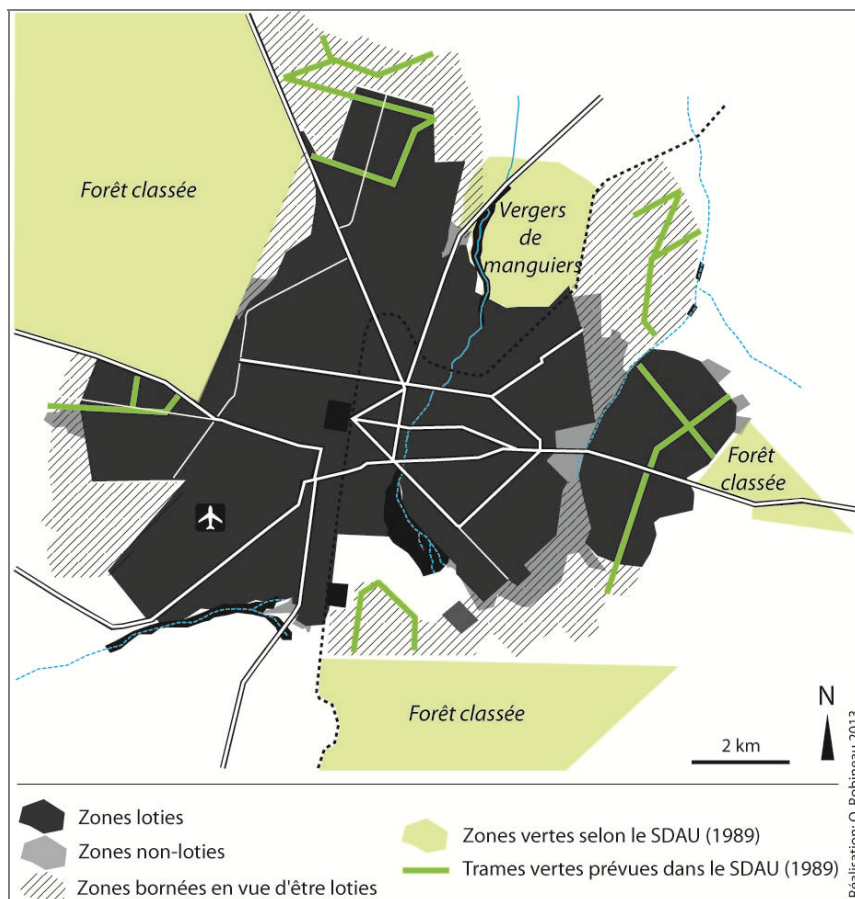 Forêt classée
Vergers
de
manguiers
Forêt
classée
Forêt classée
N
2 km
Zones loties
Zones non-loties
Zones bornées en vue d'être loties
Zones vertes selon le SDAU (1989)
Trames vertes prévues dans le SDAU (1989)
Réalisation: O. Robineau 2013